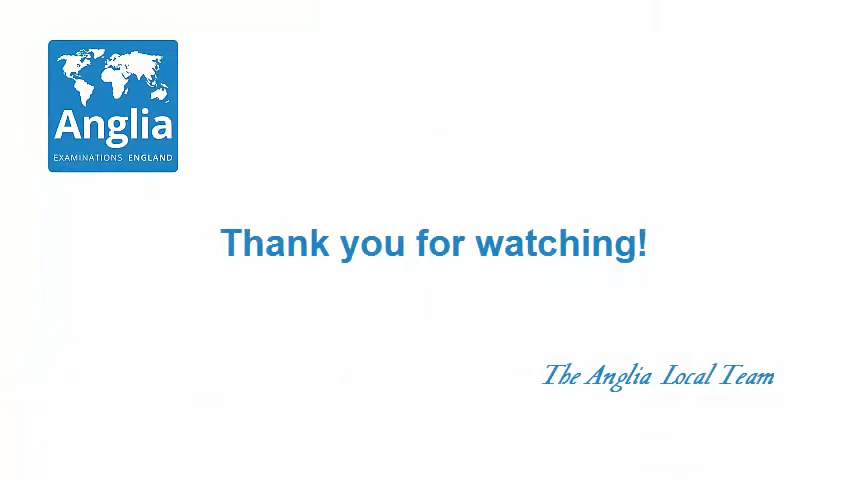 Anglia
EXAMINATIONS ENGLAND
Thank you for watching!
The Anglia Local Team